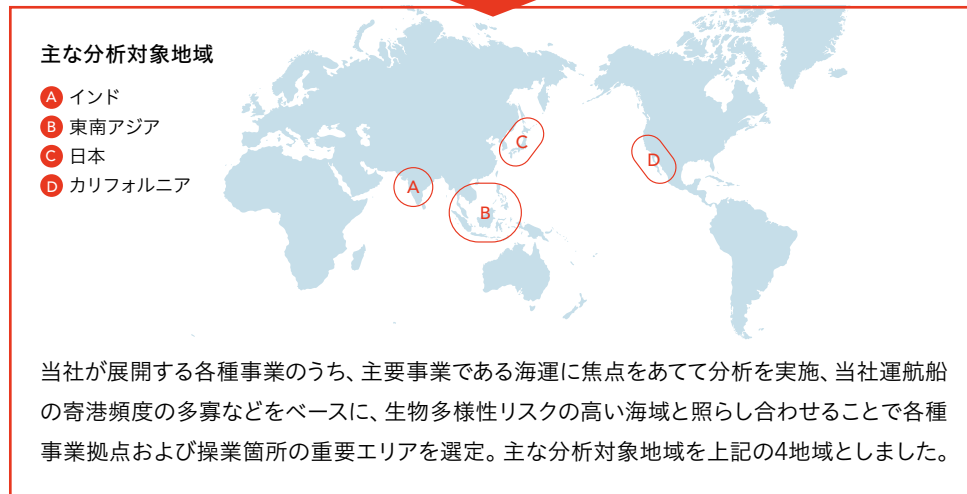 主な分析対象地域
A インド
B 東南アジア
C 日本
D カリフォルニア
A
B
C
D
当社が展開する各種事業のうち、主要事業である海運に焦点をあてて分析を実施、当社運航船
の寄港頻度の多寡などをベースに、生物多様性リスクの高い海域と照らし合わせることで各種
事業拠点および操業箇所の重要エリアを選定。主な分析対象地域を上記の4地域としました。